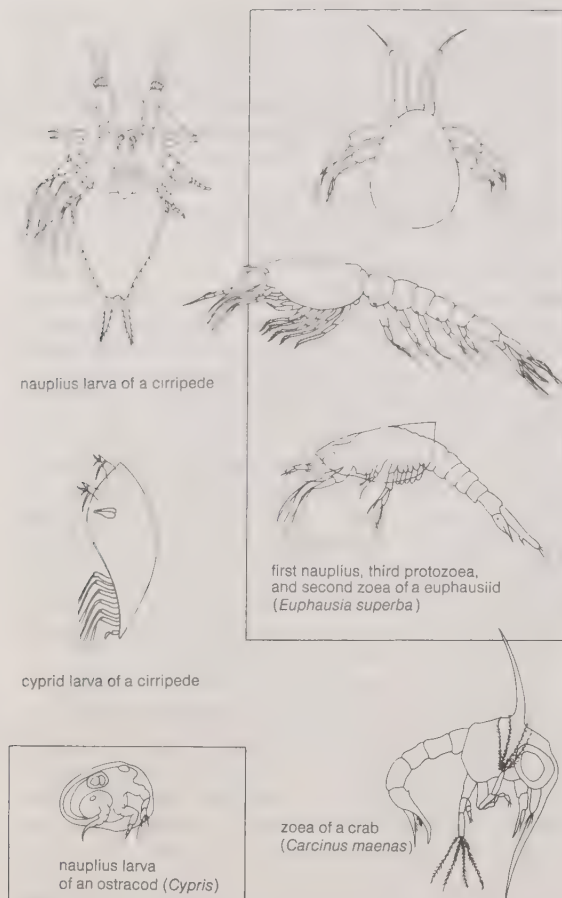 nauplius larva of a cirripede
first nauplius, third protozoea,
and second zoea of a euphausiid
(Euphausia superba)
cyprid larva of a cirripede
nauplius larva
of an ostracod (Cypris)
zoea of a crab
(Carcinus maenas)